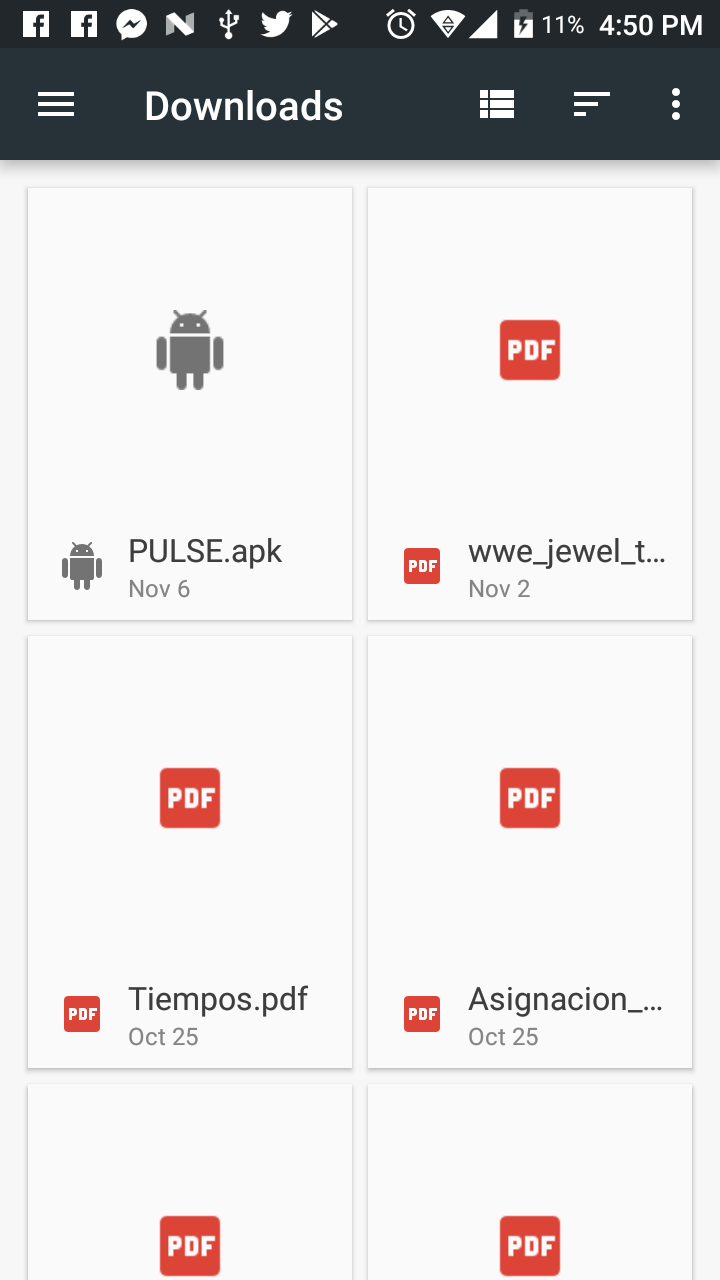 11% 4:50 PM
Downloads
PDF
PULSE.apk
Nov 6
PDF
wwe_jewel_t...
Nov 2
PDF
PDF
PDF
Tiempos.pdf
Oct 25
PDF
Asignacion_...
Oct 25
PDF
PDF